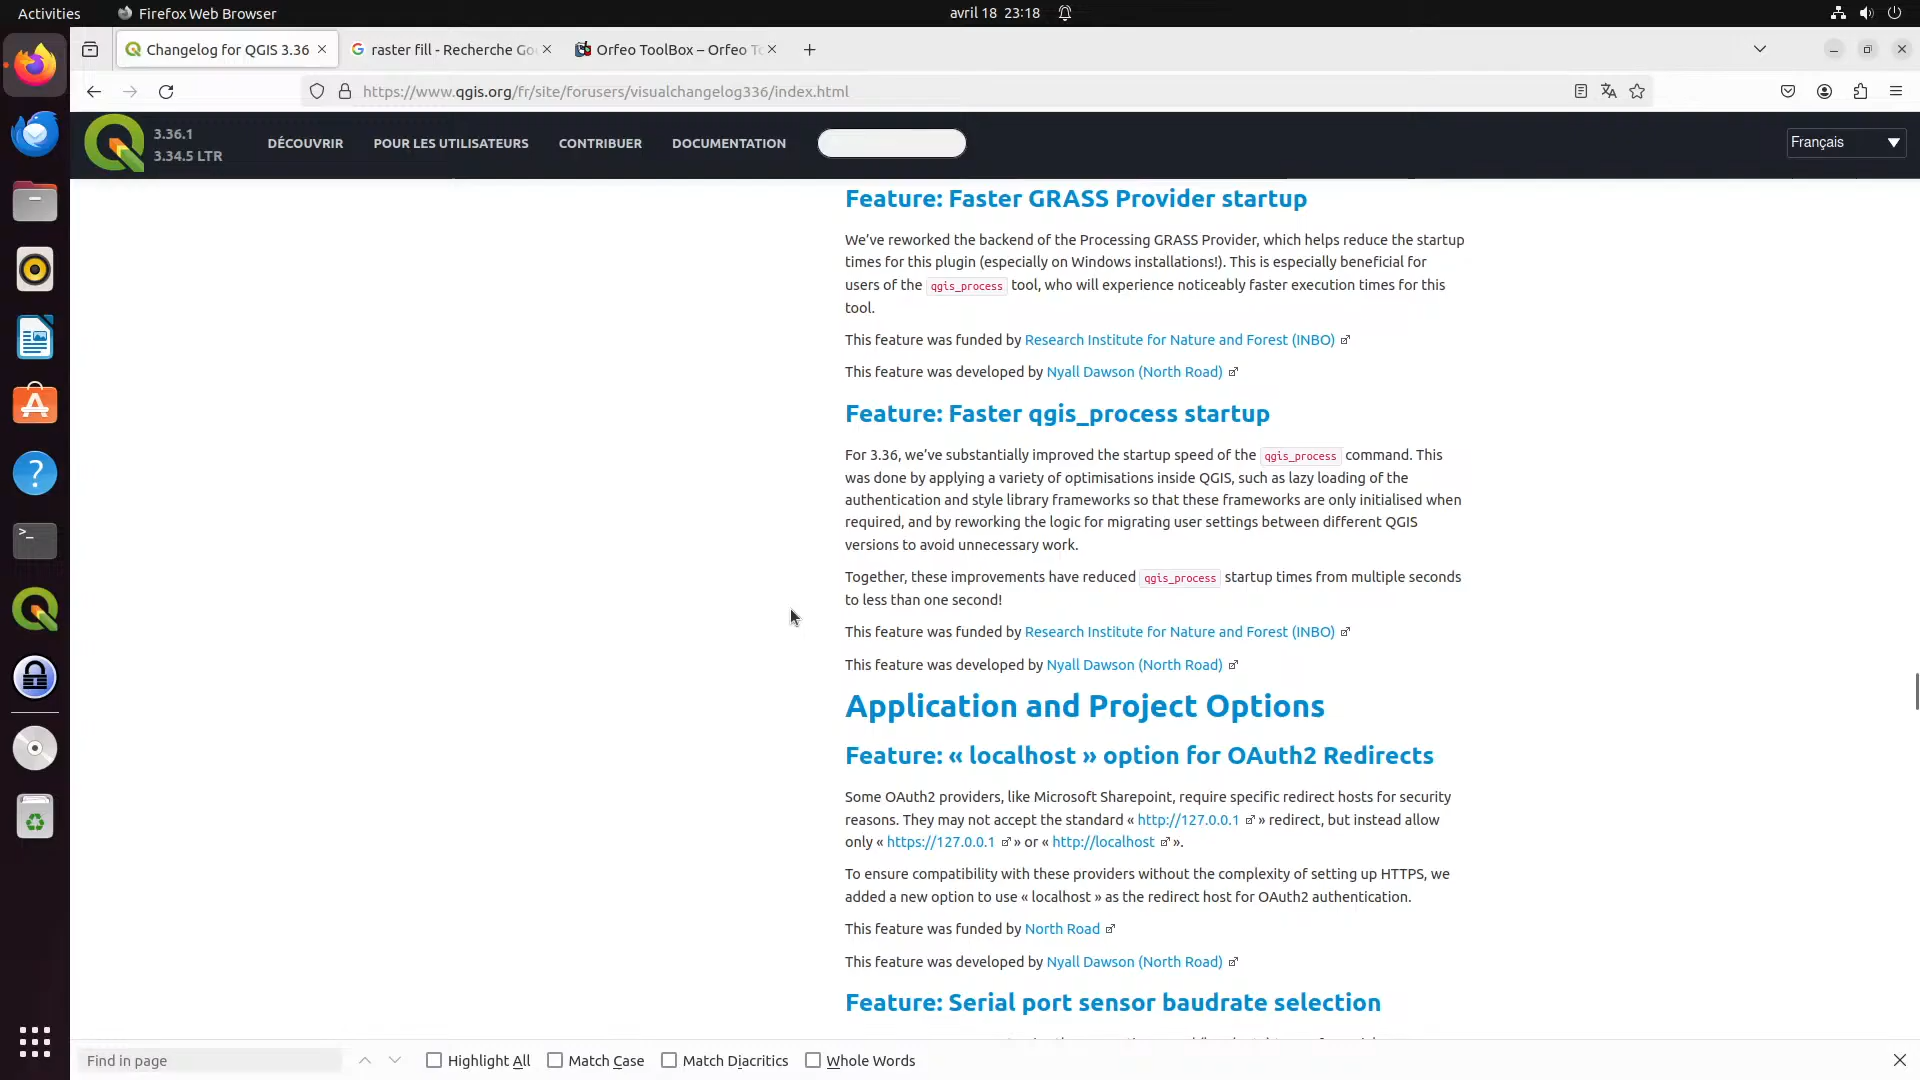 Activities
Firefox Web Browser
avril 18 23:18
Changelog for QGIS 3.36
raster fill - Recherche Go
Orfeo ToolBox – Orfeo To
https://www.qgis.org/fr/site/forusers/visualchangelog336/index.html
3.36.1
3.34.5 LTR
DÉCOUVRIR
POUR LES UTILISATEURS
CONTRIBUER
DOCUMENTATION
Français
Feature: Faster GRASS Provider startup
We’ve reworked the backend of the Processing GRASS Provider, which helps reduce the startup
times for this plugin (especially on Windows installations!). This is especially beneficial for
users of the qgis_process tool, who will experience noticeably faster execution times for this
tool.
This feature was funded by Research Institute for Nature and Forest (INBO)
This feature was developed by Nyall Dawson (North Road)
Feature: Faster qgis_process startup
For 3.36, we’ve substantially improved the startup speed of the qgis_process command. This
was done by applying a variety of optimisations inside QGIS, such as lazy loading of the
authentication and style library frameworks so that these frameworks are only initialised when
required, and by reworking the logic for migrating user settings between different QGIS
versions to avoid unnecessary work.
Together, these improvements have reduced qgis_process startup times from multiple seconds
to less than one second!
This feature was funded by Research Institute for Nature and Forest (INBO)
This feature was developed by Nyall Dawson (North Road)
Application and Project Options
Feature: « localhost » option for OAuth2 Redirects
Some OAuth2 providers, like Microsoft Sharepoint, require specific redirect hosts for security
reasons. They may not accept the standard « http://127.0.0.1 » redirect, but instead allow
only « https://127.0.0.1 » or « http://localhost ».
To ensure compatibility with these providers without the complexity of setting up HTTPS, we
added a new option to use « localhost » as the redirect host for OAuth2 authentication.
This feature was funded by North Road
This feature was developed by Nyall Dawson (North Road)
Feature: Serial port sensor baudrate selection
Find in page
Highlight All
Match Case
Match Diacritics
Whole Words